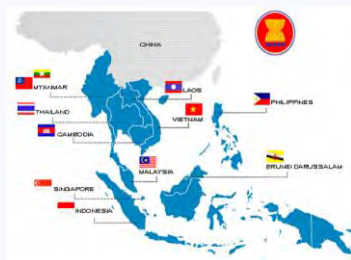 CHINA
MYANMAR
LAOS
PHILIPPINES
THAILAND
VIETNAM
CAMBODIA
BRUNEI DARUSSALAM
MALAYSIA
SINGAPORE
INDONESIA